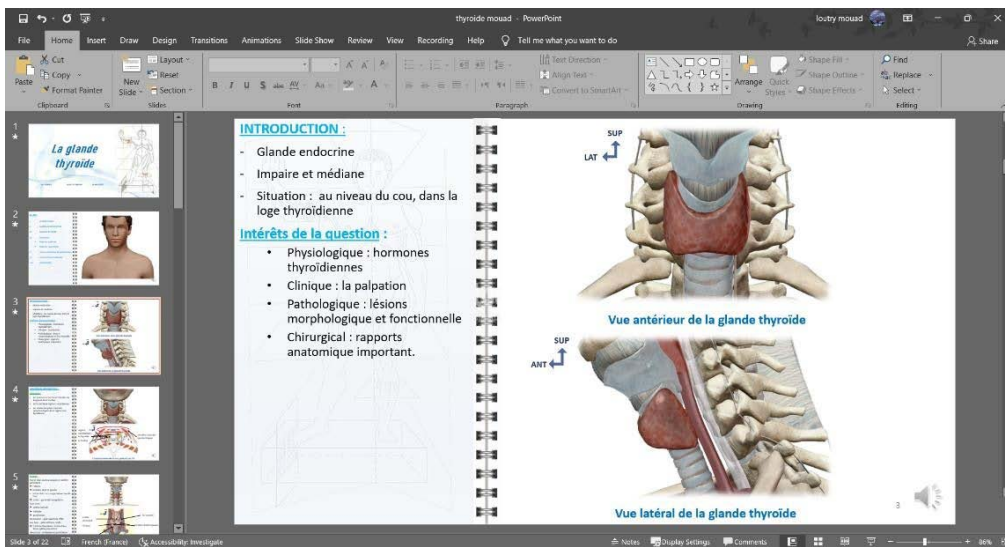 thyroide mouad - PowerPoint
loutry mouad
File Home Insert Draw Design Transitions Animations Slide Show Review View Recording Help Tell me what you want to do
Share
Paste
Cut
Copy
Format Painter
Clipboard
New Slide
Layout
Reset
Section
Slides
Font
Text Direction
Align Text
Convert to SmartArt
Paragraph
Arrange
Quick Styles
Shape Fill
Shape Outline
Shape Effects
Drawing
Find
Replace
Select
Editing
1
La glande
thyroïde
2
3
4
5
INTRODUCTION :
- Glande endocrine
- Impaire et médiane
- Situation : au niveau du cou, dans la
loge thyroïdienne
Intérêts de la question :
• Physiologique : hormones
thyroïdiennes
• Clinique : la palpation
• Pathologique : lésions
morphologique et fonctionnelle
• Chirurgical : rapports
anatomique important.
SUP
LAT
Vue antérieur de la glande thyroïde
SUP
ANT
Vue latéral de la glande thyroïde
3
Slide 3 of 22 French (France) Accessibility: Investigate
Notes Display Settings Comments 86%